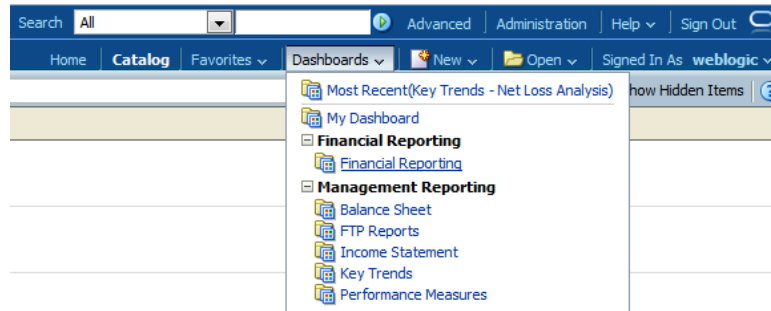 Search All Advanced Administration Help Sign Out
Home Catalog Favorites Dashboards New Open Signed In As weblogic
Most Recent(Key Trends - Net Loss Analysis) how Hidden Items
My Dashboard
Financial Reporting
Financial Reporting
Management Reporting
Balance Sheet
FTP Reports
Income Statement
Key Trends
Performance Measures